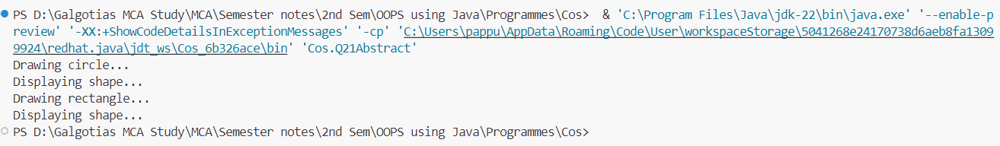 PS D:\Galgotias MCA Study\MCA\Semester notes\2nd Sem\OOPS using Java\Programmes\Cos>  & 'C:\Program Files\Java\jdk-22\bin\java.exe' '--enable-p
review' '-XX:+ShowCodeDetailsInExceptionMessages' '-cp' 'C:\Users\pappu\AppData\Roaming\Code\User\workspaceStorage\5041268e24170738d6aeb8fa1309
9924\redhat.java\jdt_ws\Cos_6b326ace\bin' 'Cos.Q21Abstract'
Drawing circle...
Displaying shape...
Drawing rectangle...
Displaying shape...
PS D:\Galgotias MCA Study\MCA\Semester notes\2nd Sem\OOPS using Java\Programmes\Cos>